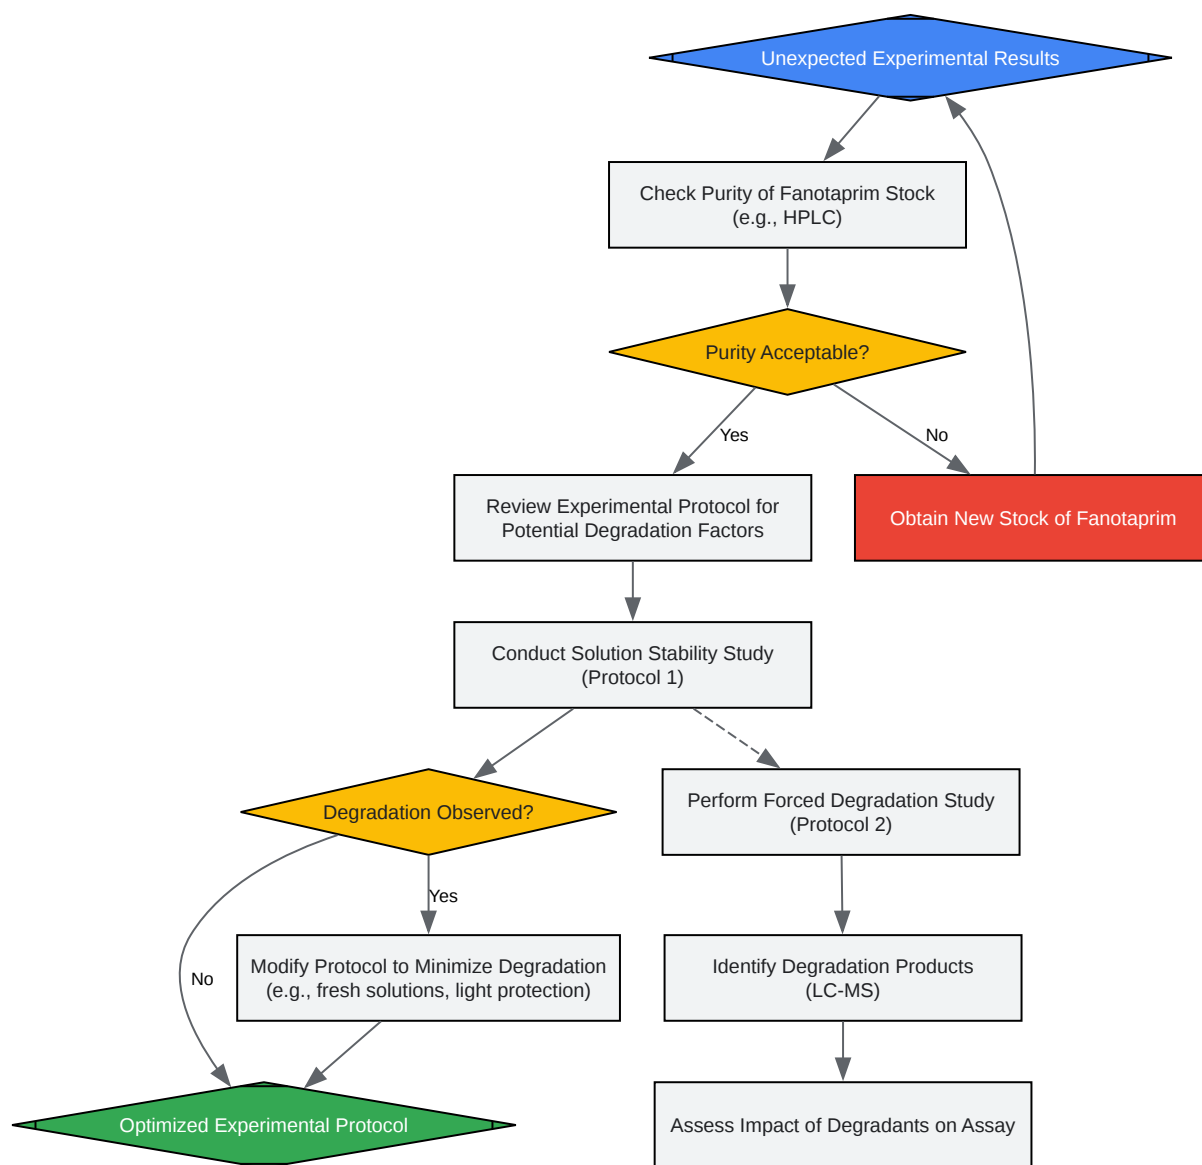 Unexpected Experimental Results
Check Purity of Fanotaprim Stock
(e.g., HPLC)
Purity Acceptable?
Yes
No
Review Experimental Protocol for
Potential Degradation Factors
Obtain New Stock of Fanotaprim
Conduct Solution Stability Study
(Protocol 1)
Degradation Observed?
Perform Forced Degradation Study
(Protocol 2)
Yes
No
Modify Protocol to Minimize Degradation
(e.g., fresh solutions, light protection)
Identify Degradation Products
(LC-MS)
Optimized Experimental Protocol
Assess Impact of Degradants on Assay